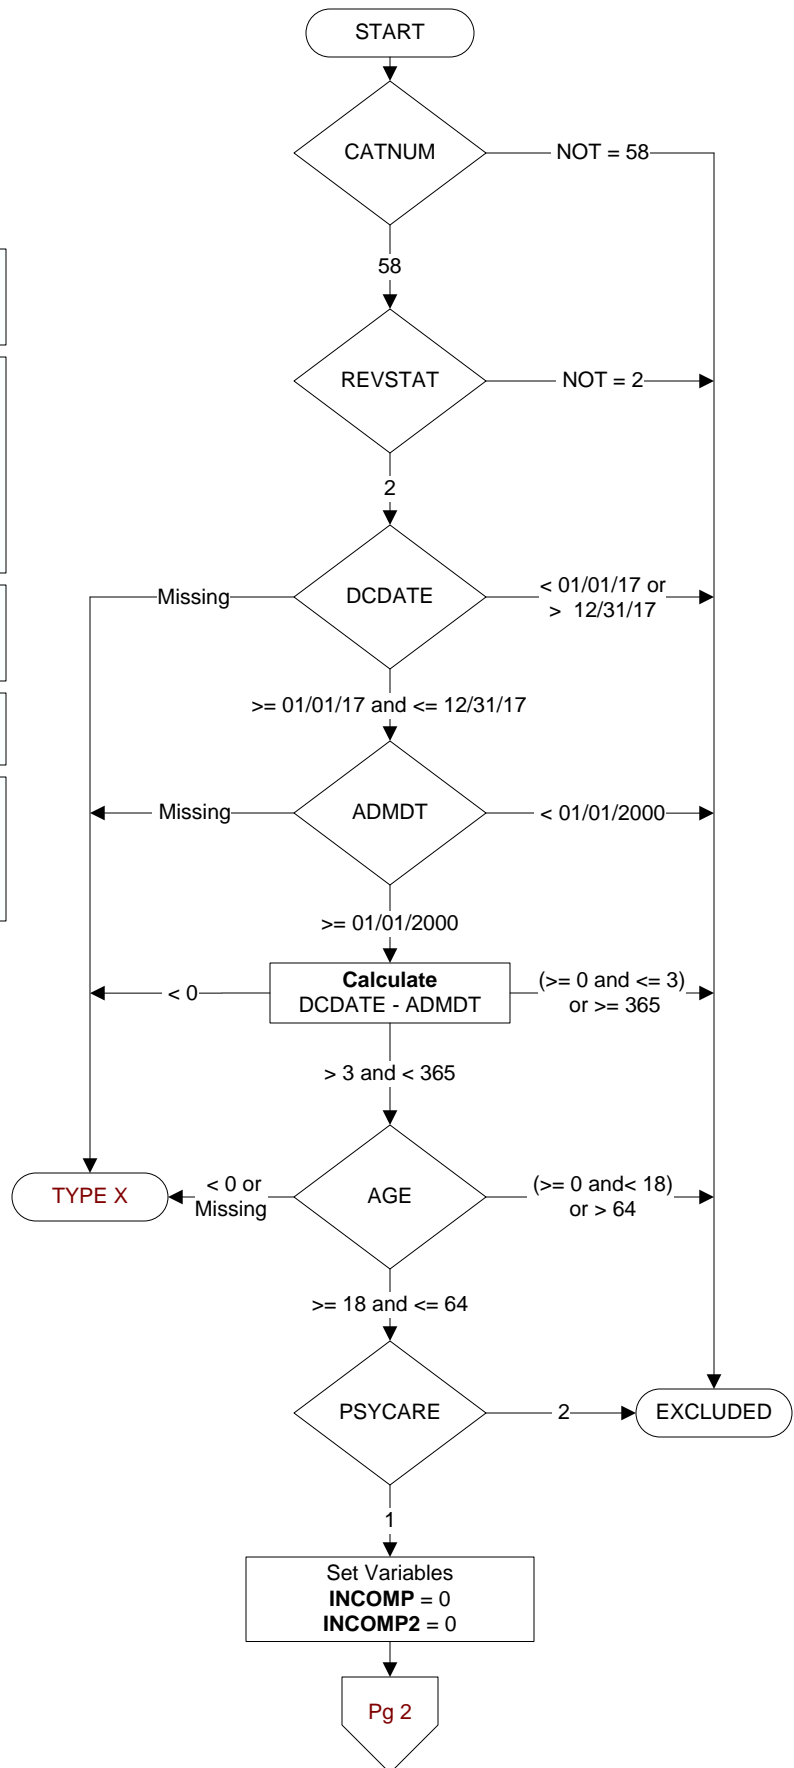 START
CATNUM
NOT = 58
58
REVSTAT
NOT = 2
2
Missing
DCDATE
< 01/01/17 or
> 12/31/17
>= 01/01/17 and <= 12/31/17
Missing
ADMDT
< 01/01/2000
>= 01/01/2000
< 0
Calculate
DCDATE - ADMDT
(>= 0 and <= 3)
or >= 365
> 3 and < 365
TYPE X
< 0 or
Missing
AGE
(>= 0 and< 18)
or > 64
>= 18 and <= 64
PSYCARE
2
EXCLUDED
1
Set Variables
INCOMP = 0
INCOMP2 = 0
Pg 2